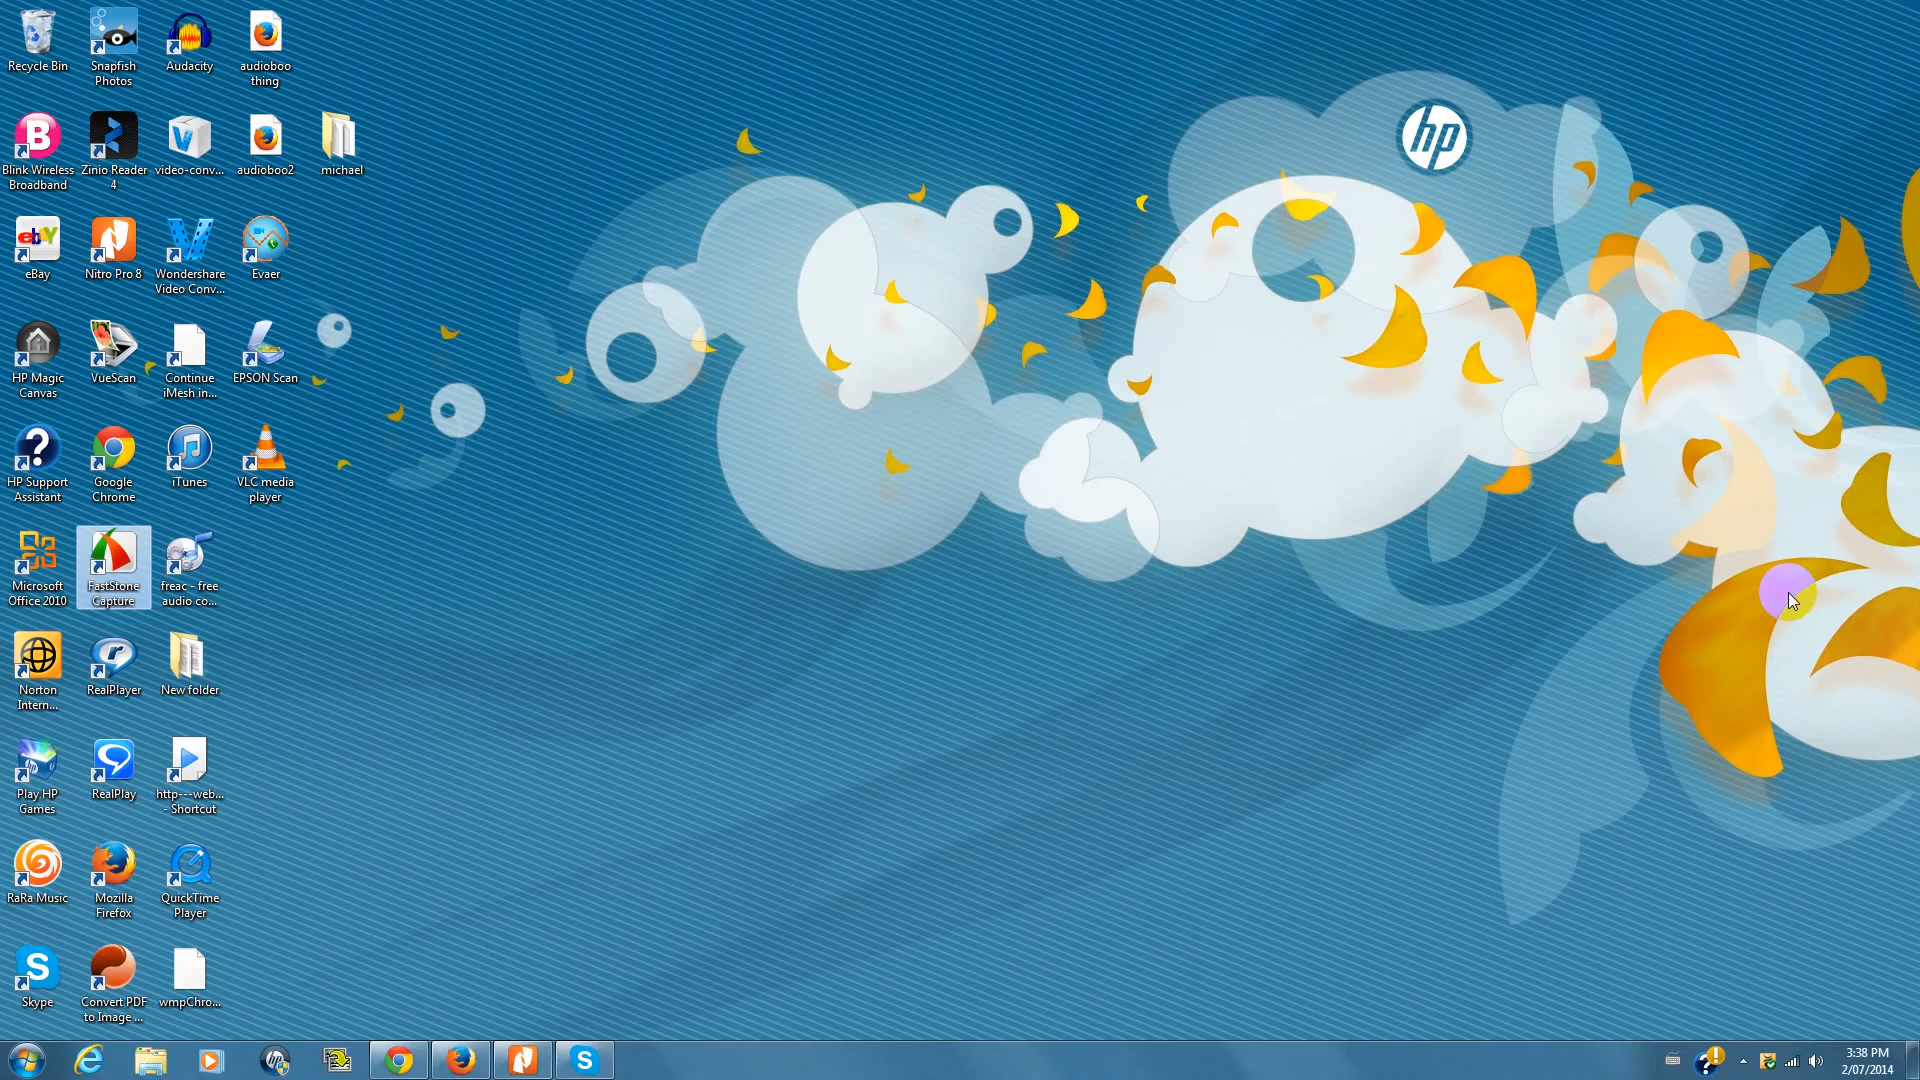 Recycle Bin
Snapfish
Photos
Audacity
audioboo
thing
Blink Wireless
Broadband
Zinio Reader
4
video-conv...
audioboo2
michael
eBay
Nitro Pro 8
Wondershare
Video Conv...
Evaer
HP Magic
Canvas
VueScan
Continue
iMesh in...
EPSON Scan
HP Support
Assistant
Google
Chrome
iTunes
VLC media
player
Microsoft
Office 2010
FastStone
Capture
freac - free
audio co...
Norton
Intern...
RealPlayer
New folder
Play HP
Games
RealPlay
http---web...
- Shortcut
RaRa Music
Mozilla
Firefox
QuickTime
Player
Skype
Convert PDF
to Image ...
wmpChro...
hp
3:38 PM
2/07/2014